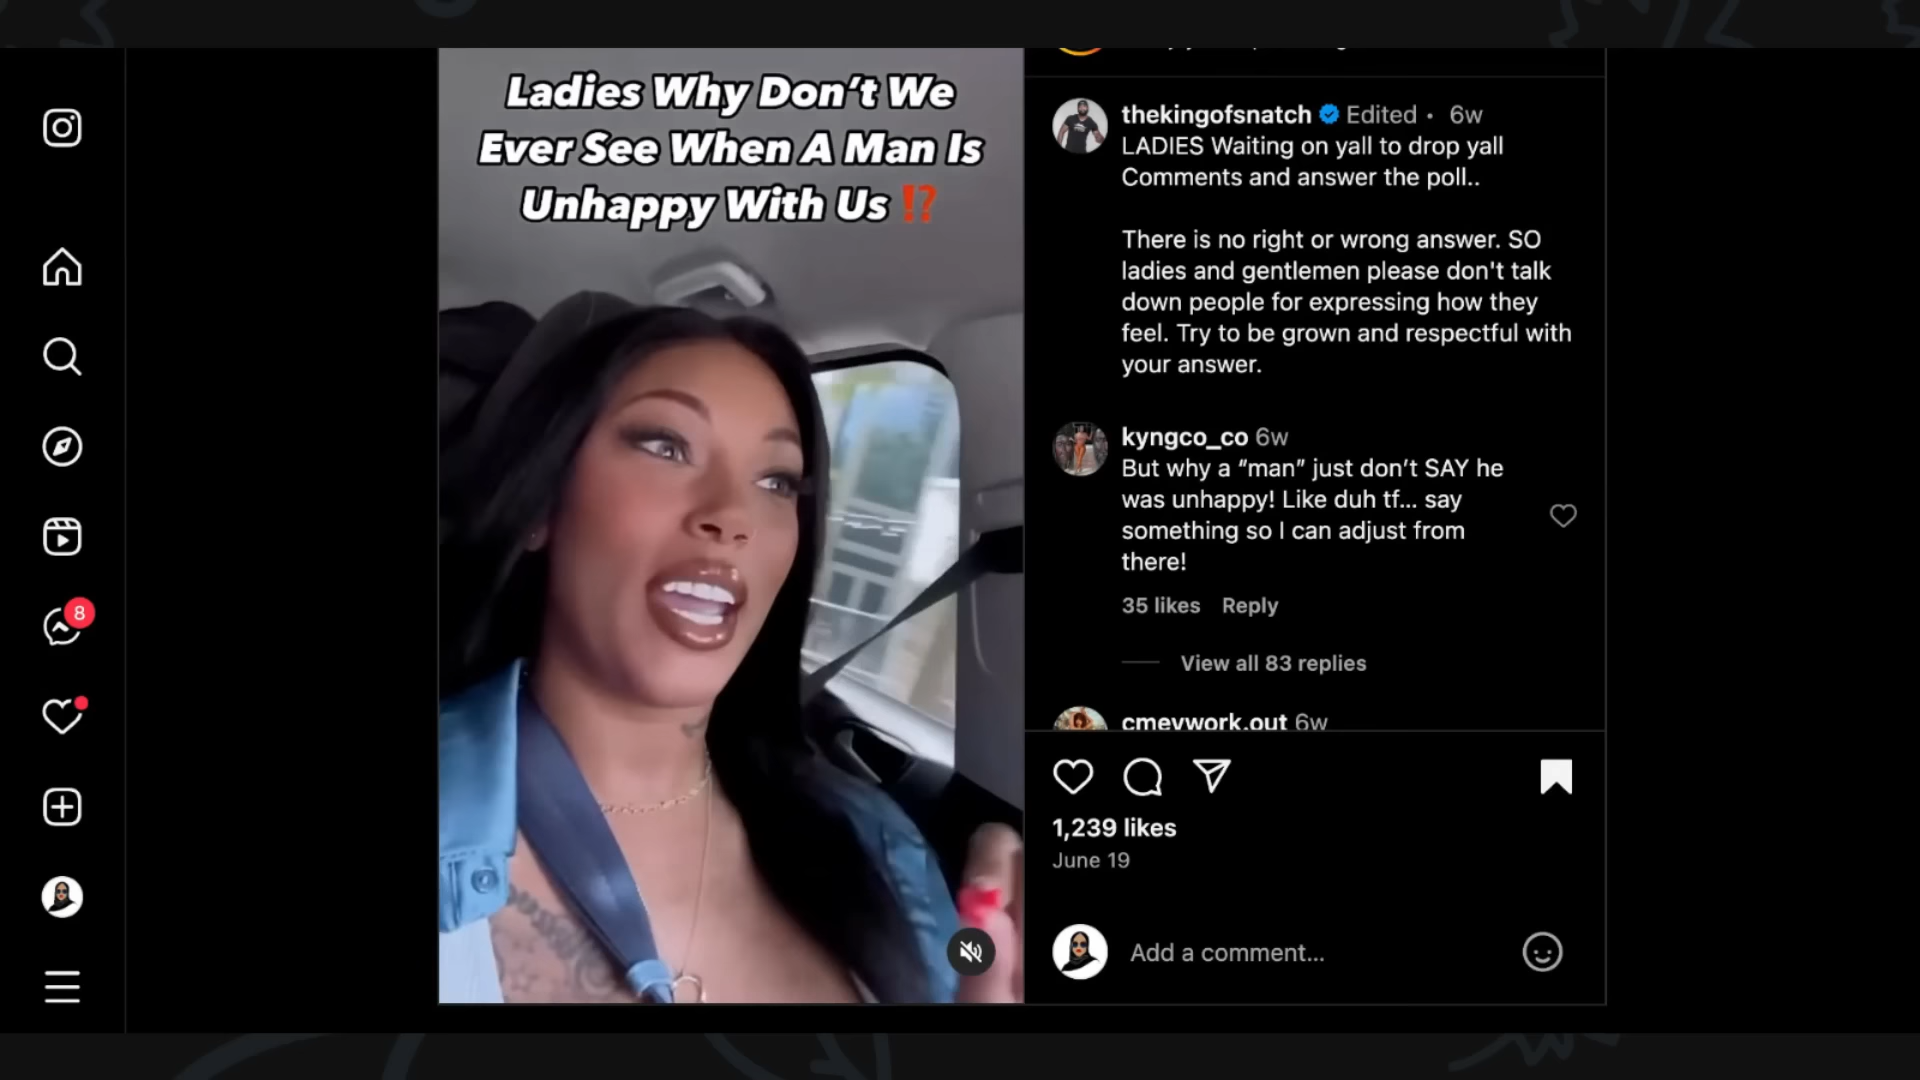 Ladies Why Don't We
Ever See When A Man Is
Unhappy With Us ⁉️
thekingofsnatch Edited • 6w
LADIES Waiting on yall to drop yall
Comments and answer the poll..
There is no right or wrong answer. SO
ladies and gentlemen please don't talk
down people for expressing how they
feel. Try to be grown and respectful with
your answer.
kyngco_co 6w
But why a “man” just don’t SAY he
was unhappy! Like duh tf... say
something so I can adjust from
there!
35 likes Reply
View all 83 replies
cmevwork.out 6w
8
1,239 likes
June 19
Add a comment...